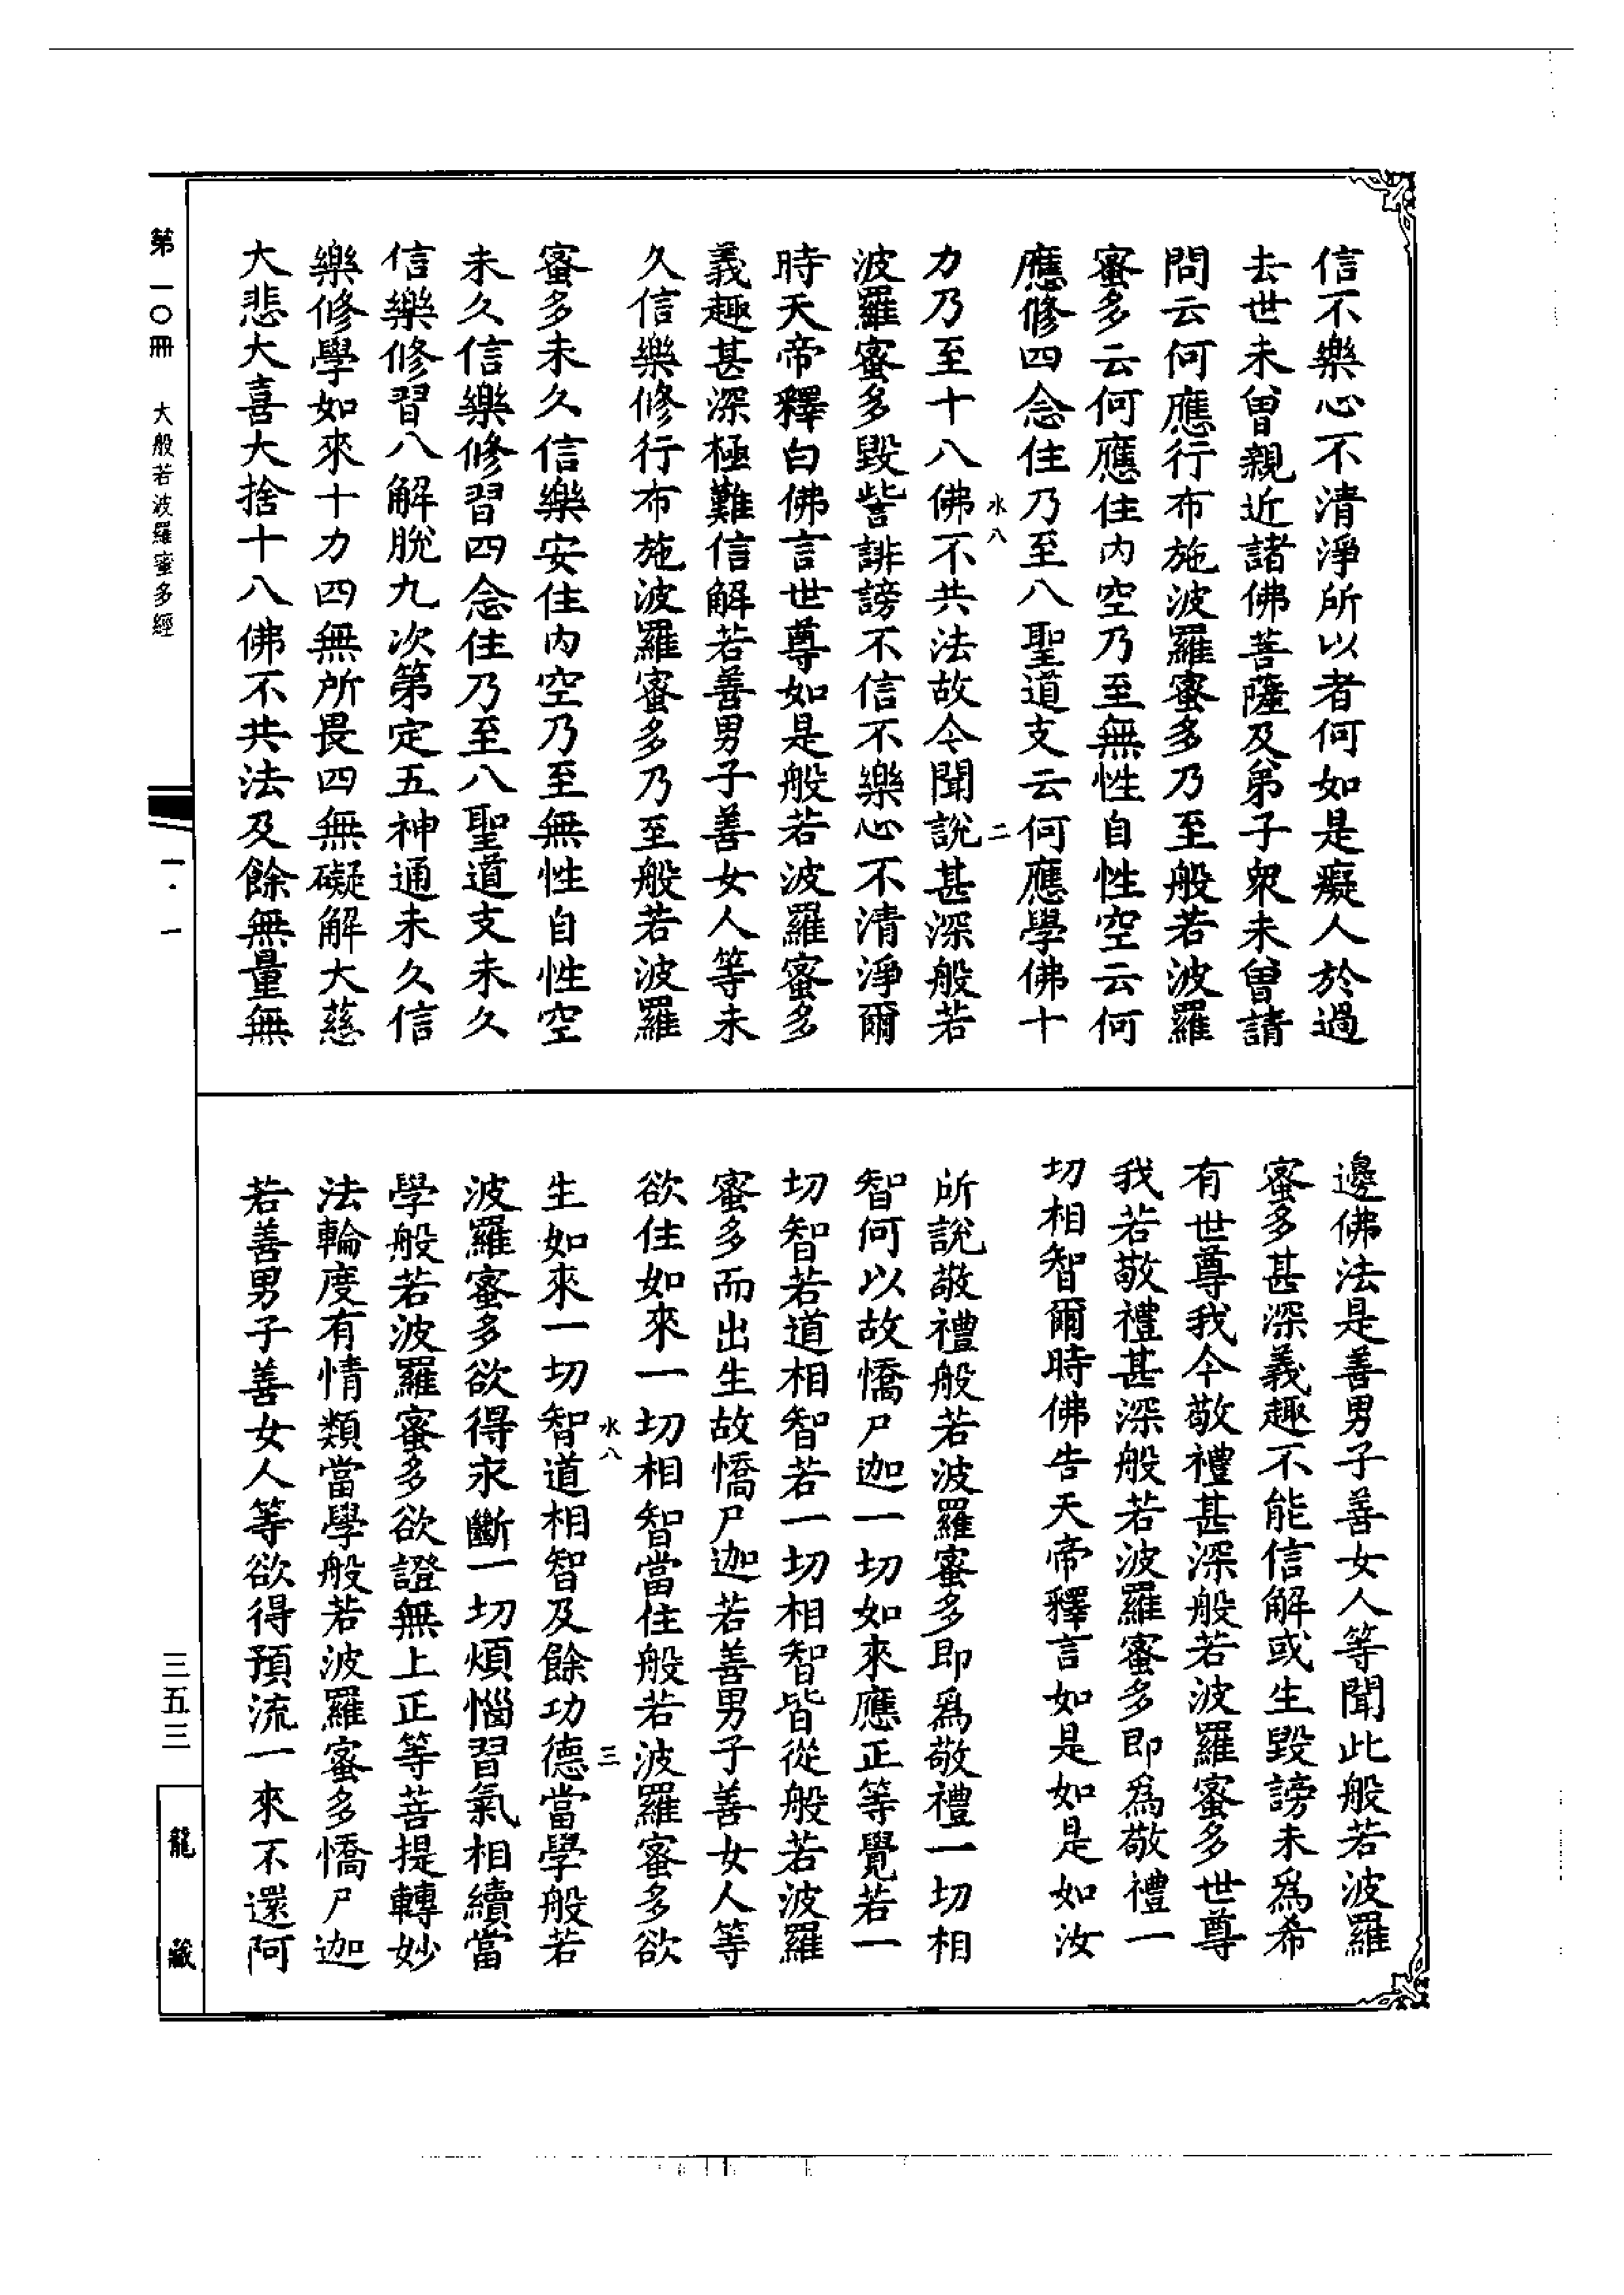 信不樂心不清淨所以者何如是癡人於過
去世未曾親近諸佛菩薩及弟子衆未曾請
問云何應行布施波羅蜜多乃至般若波羅
蜜多云何應住內空乃至無性自性空云何
應修四念住乃至八聖道支云何應學佛十
水八
二
力乃至十八佛不共法故今聞說甚深般若
波羅蜜多毀訾誹謗不信不樂心不清淨爾
時天帝釋白佛言世尊如是般若波羅蜜多
義趣甚深極難信解若善男子善女人等未
久信樂修行布施波羅蜜多乃至般若波羅
蜜多未久信樂安住內空乃至無性自性空
未久信樂修習四念住乃至八聖道支未久
信樂修習八解脫九次第定五神通未久信
樂修學如來十力四無所畏四無礙解大慈
大悲大喜大捨十八佛不共法及餘無量無
邊佛法是善男子善女人等聞此般若波羅
蜜多甚深義趣不能信解或生毀謗未爲希
有世尊我今敬禮甚深般若波羅蜜多世尊
我若敬禮甚深般若波羅蜜多即爲敬禮一
切相智爾時佛告天帝釋言如是如是如汝
所說敬禮般若波羅蜜多即爲敬禮一切相
智何以故憍尸迦一切如來應正等覺若一
切智若道相智若一切相智皆從般若波羅
蜜多而出生故憍尸迦若善男子善女人等
欲住如來一切相智當住般若波羅蜜多欲
水八
三
生如來一切智道相智及餘功德當學般若
波羅蜜多欲得永斷一切煩惱習氣相續當
學般若波羅蜜多欲證無上正等菩提轉妙
法輪度有情類當學般若波羅蜜多憍尸迦
若善男子善女人等欲得預流一來不還阿
第一〇冊 大般若波羅蜜多經
一·一
三五三
龍藏